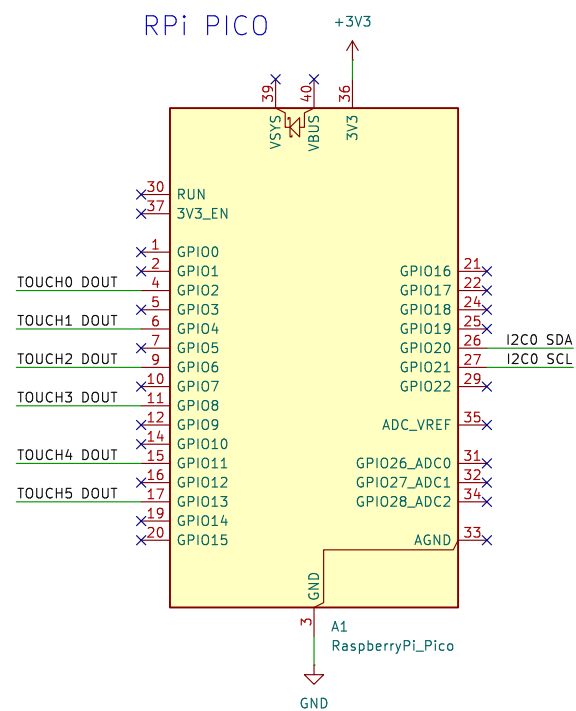 RPi PICO
+3V3
39
40
36
VSYS
VBUS
3V3
30 RUN
37 3V3_EN
1 GPIO0
2 GPIO1
GPIO16 21
TOUCH0 DOUT 4 GPIO2
GPIO17 22
5 GPIO3
GPIO18 24
TOUCH1 DOUT 6 GPIO4
GPIO19 25
7 GPIO5
GPIO20 26 I2C0 SDA
TOUCH2 DOUT 9 GPIO6
GPIO21 27 I2C0 SCL
10 GPIO7
GPIO22 29
TOUCH3 DOUT 11 GPIO8
12 GPIO9
ADC_VREF 35
14 GPIO10
TOUCH4 DOUT 15 GPIO11
GPIO26_ADC0 31
16 GPIO12
GPIO27_ADC1 32
TOUCH5 DOUT 17 GPIO13
GPIO28_ADC2 34
19 GPIO14
20 GPIO15
AGND 33
GND
3
A1
RaspberryPi_Pico
GND